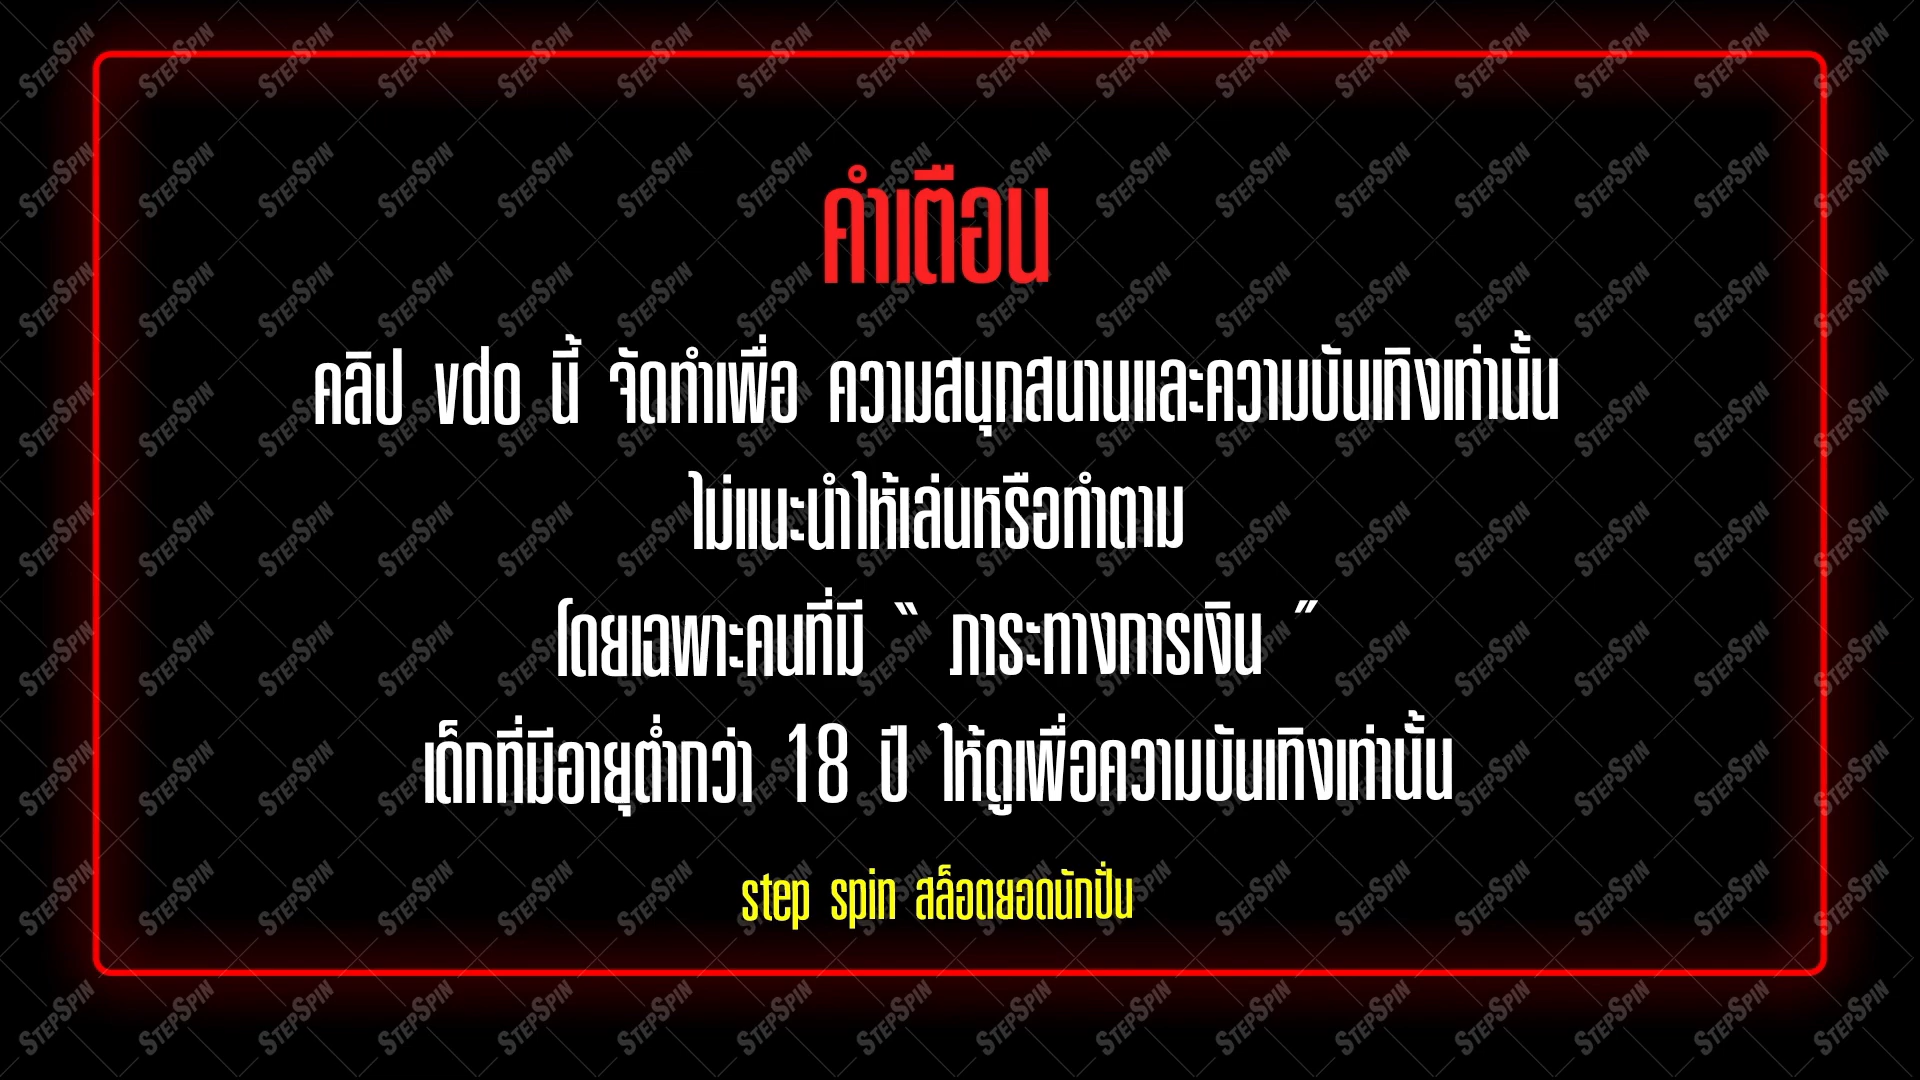 คำเตือน
คลิป vdo นี้ จัดทำเพื่อ ความสนุกสนานและความบันเทิงเท่านั้น
ไม่แนะนำให้เล่นหรือทำตาม
โดยเฉพาะคนที่มี “ ภาระทางการเงิน ”
เด็กที่มีอายุต่ำกว่า 18 ปี ให้ดูเพื่อความบันเทิงเท่านั้น
step spin สล็อตยอดนักปั่น